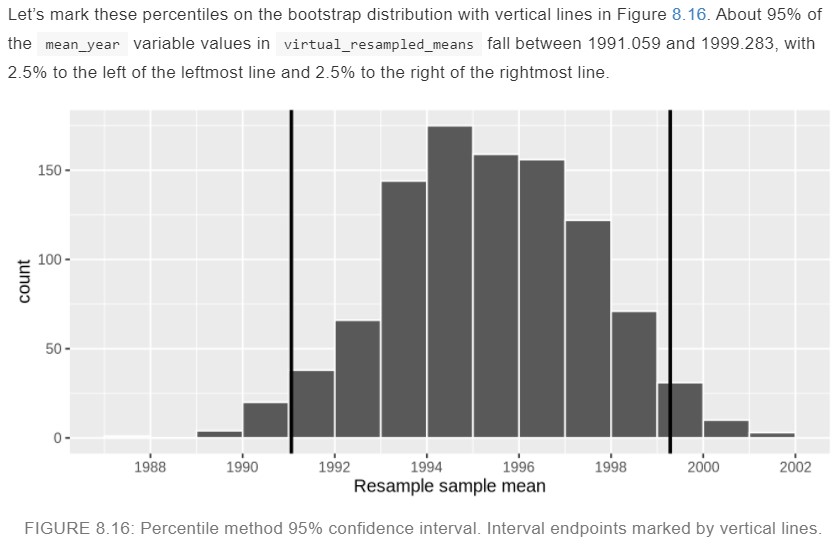 Let's mark these percentiles on the bootstrap distribution with vertical lines in Figure 8.16. About 95% of
the mean_year variable values in virtual_resampled_means fall between 1991.059 and 1999.283, with
2.5% to the left of the leftmost line and 2.5% to the right of the rightmost line.
150
100
50
0
count
1988 1990 1992 1994 1996 1998 2000 2002
Resample sample mean
FIGURE 8.16: Percentile method 95% confidence interval. Interval endpoints marked by vertical lines.